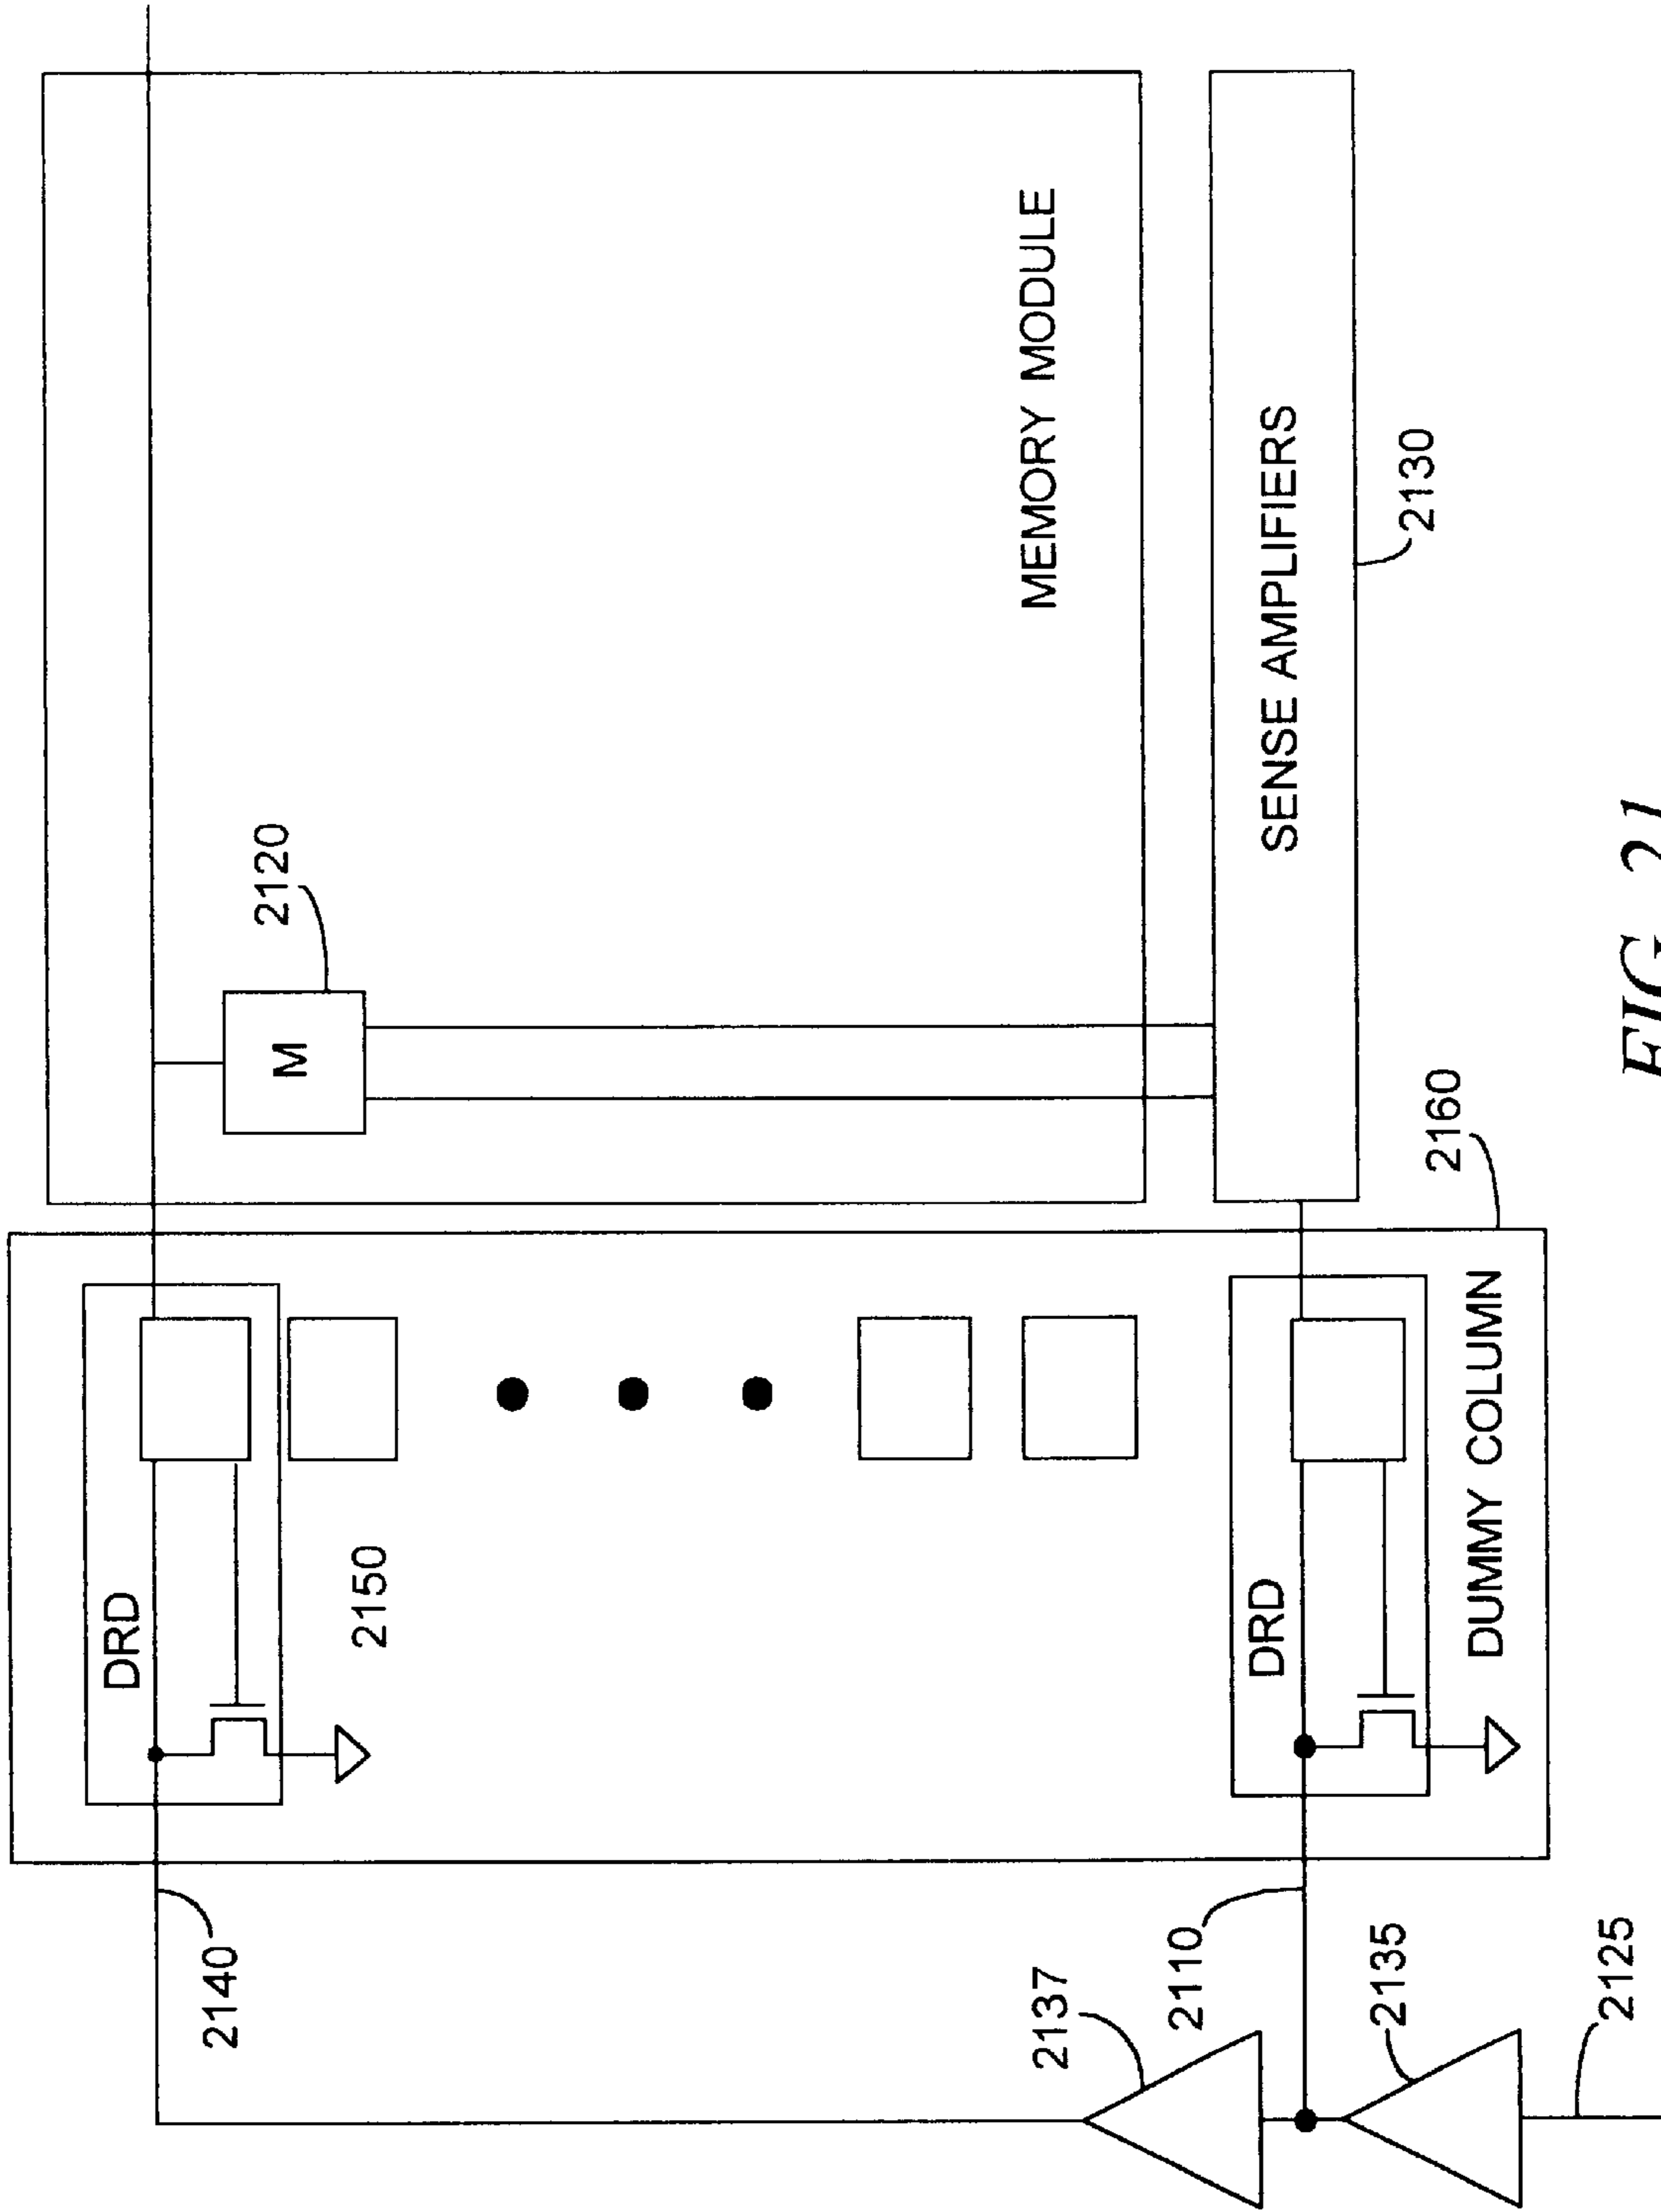 DRD
2140
2120
M
2150
MEMORY MODULE
2137
2110
DRD
SENSE AMPLIFIERS
2135
2130
2160
DUMMY COLUMN
2125
FIG. 21